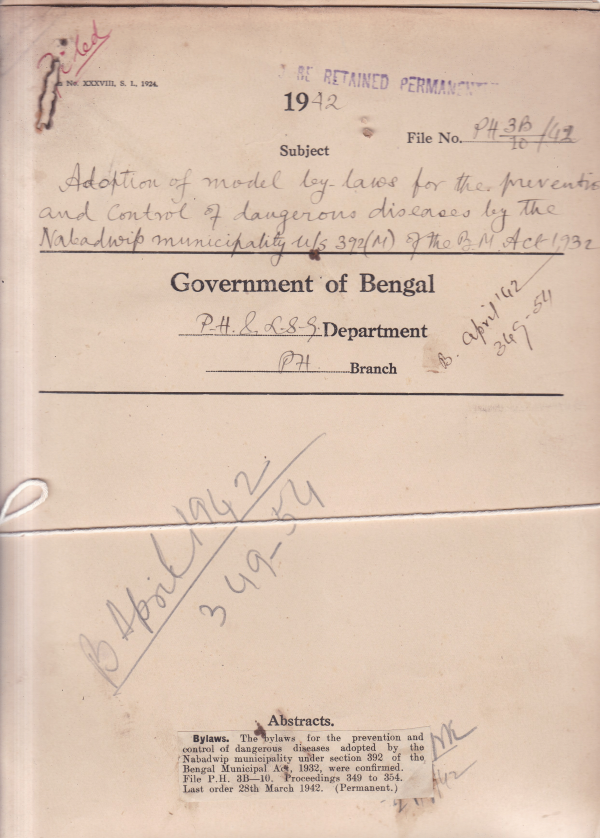 Filed
No. XXXVIII, S. L., 1924.
BE RETAINED PERMANENT
1942
File No. PH 3B/10/42
Subject
Adoption of model bye-laws for the prevention
and control of dangerous diseases by the
Nabadwip municipality u/s 392(M) of the B.M. Act 1932
Government of Bengal
P.H. & L.S-G. Department
PH Branch
B. April '42
349-54
B April 1942
349-54
Abstracts.
Bylaws. The bylaws for the prevention and
control of dangerous diseases adopted by the
Nabadwip municipality under section 392 of the
Bengal Municipal Act, 1932, were confirmed.
File P.H. 3B—10. Proceedings 349 to 354.
Last order 28th March 1942. (Permanent.)